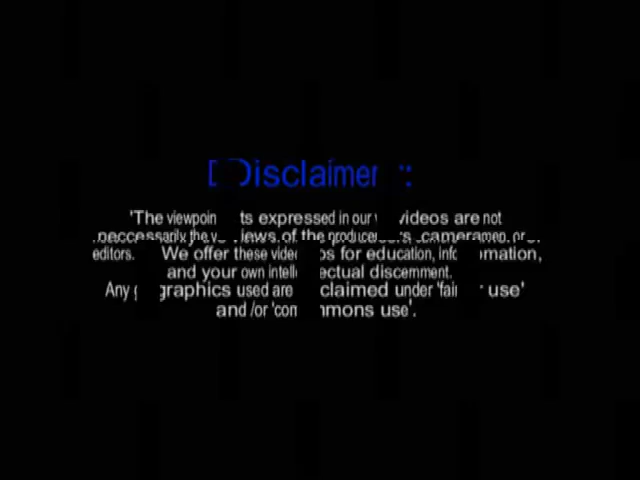 Disclaimer:
'The viewpoints expressed in our videos are not
neccessarily the views of the producers, cameramen, or
editors. We offer these videos for education, information,
and your own intellectual discernment.
Any graphics used are claimed under 'fair use'
and /or 'commons use'.